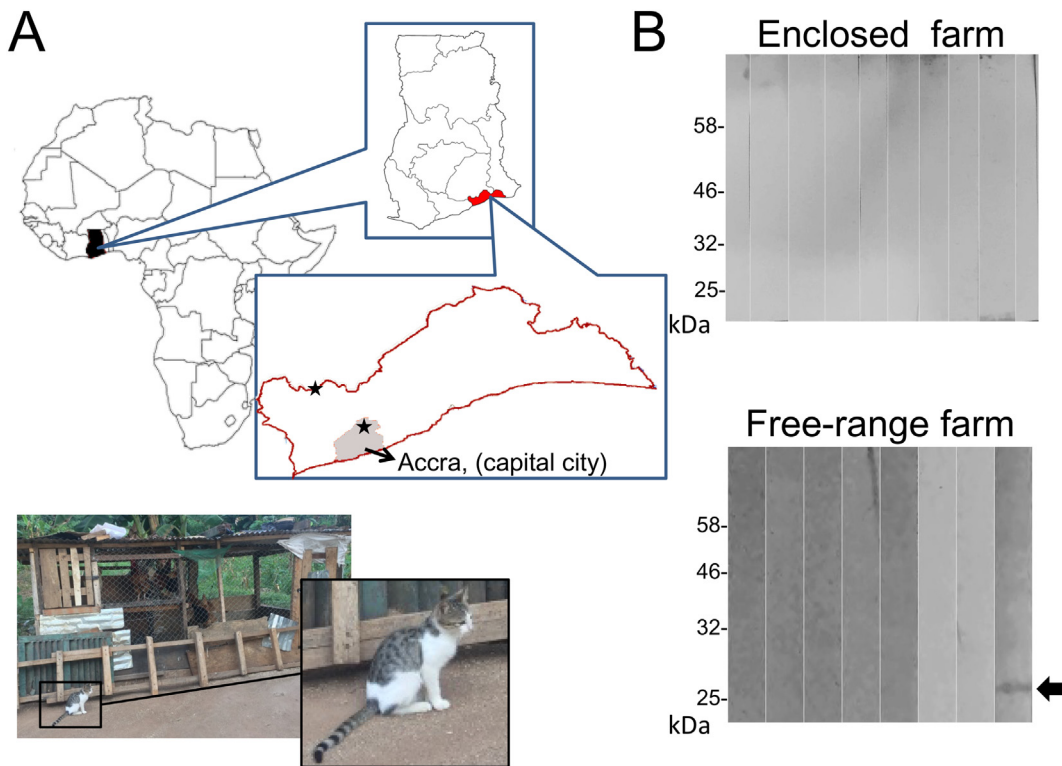 A
Accra, (capital city)
B
Enclosed farm
58-
46-
32-
25-
kDa
Free-range farm
58-
46-
32-
25-
kDa